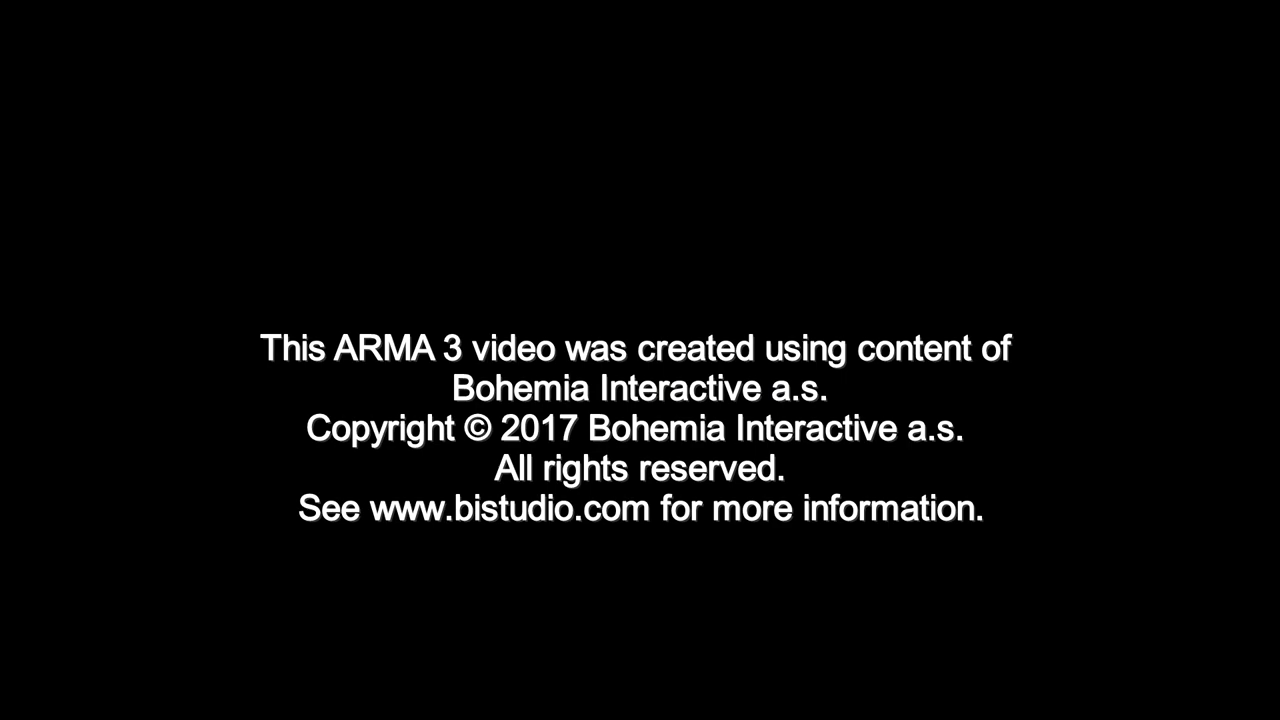 This ARMA 3 video was created using content of
Bohemia Interactive a.s.
Copyright © 2017 Bohemia Interactive a.s.
All rights reserved.
See www.bistudio.com for more information.